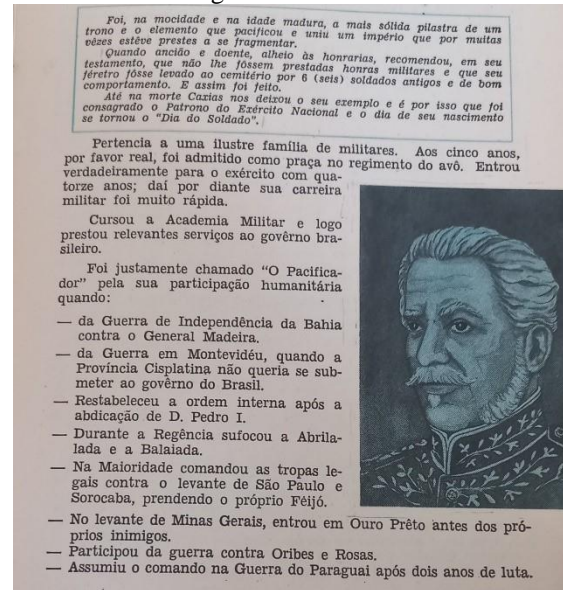 Foi, na mocidade e na idade madura, a mais sólida pilastra de um
trono e o elemento que pacificou e uniu um império que por muitas
vêzes estêve prestes a se fragmentar.
Quando ancião e doente, alheio às honrarias, recomendou, em seu
testamento, que não lhe fôssem prestadas honras militares e que seu
féretro fôsse levado ao cemitério por 6 (seis) soldados antigos e de bom
comportamento. E assim foi feito.
Até na morte Caxias nos deixou o seu exemplo e é por isso que foi
consagrado o Patrono do Exército Nacional e o dia de seu nascimento
se tornou o "Dia do Soldado".
Pertencia a uma ilustre família de militares. Aos cinco anos,
por favor real, foi admitido como praça no regimento do avô. Entrou
verdadeiramente para o exército com qua-
torze anos; daí por diante sua carreira
militar foi muito rápida.
Cursou a Academia Militar e logo
prestou relevantes serviços ao govêrno bra-
sileiro.
Foi justamente chamado "O Pacifica-
dor" pela sua participação humanitária
quando:
— da Guerra de Independência da Bahia
contra o General Madeira.
— da Guerra em Montevidéu, quando a
Província Cisplatina não queria se sub-
meter ao govêrno do Brasil.
— Restabeleceu a ordem interna após a
abdicação de D. Pedro I.
— Durante a Regência sufocou a Abrila-
lada e a Balaiada.
— Na Maioridade comandou as tropas le-
gais contra o levante de São Paulo e
Sorocaba, prendendo o próprio Feijó.
— No levante de Minas Gerais, entrou em Ouro Prêto antes dos pró-
prios inimigos.
— Participou da guerra contra Oribes e Rosas.
— Assumiu o comando na Guerra do Paraguai após dois anos de luta.